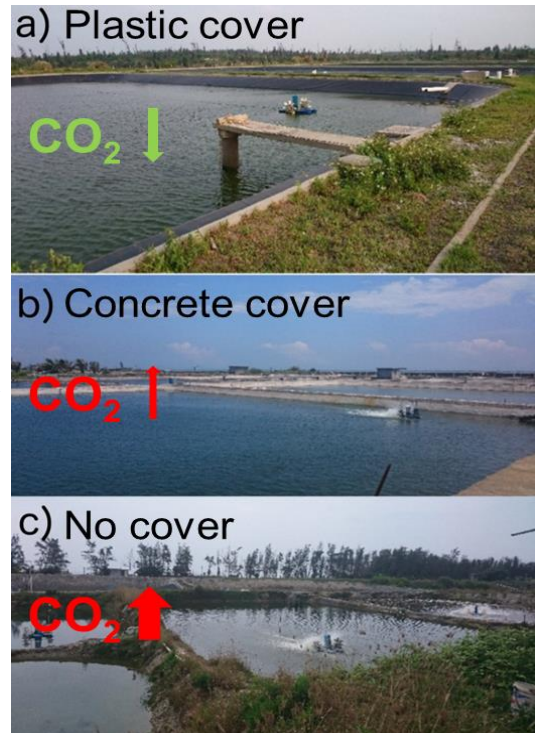 a) Plastic cover
CO₂
b) Concrete cover
CO₂
c) No cover
CO₂